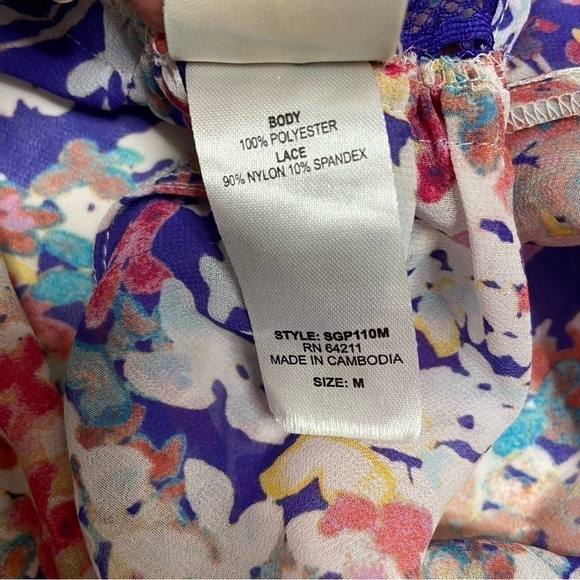 BODY
100% POLYESTER
LACE
90% NYLON 10% SPANDEX
STYLE: SGP110M
RN 64211
MADE IN CAMBODIA
SIZE: M